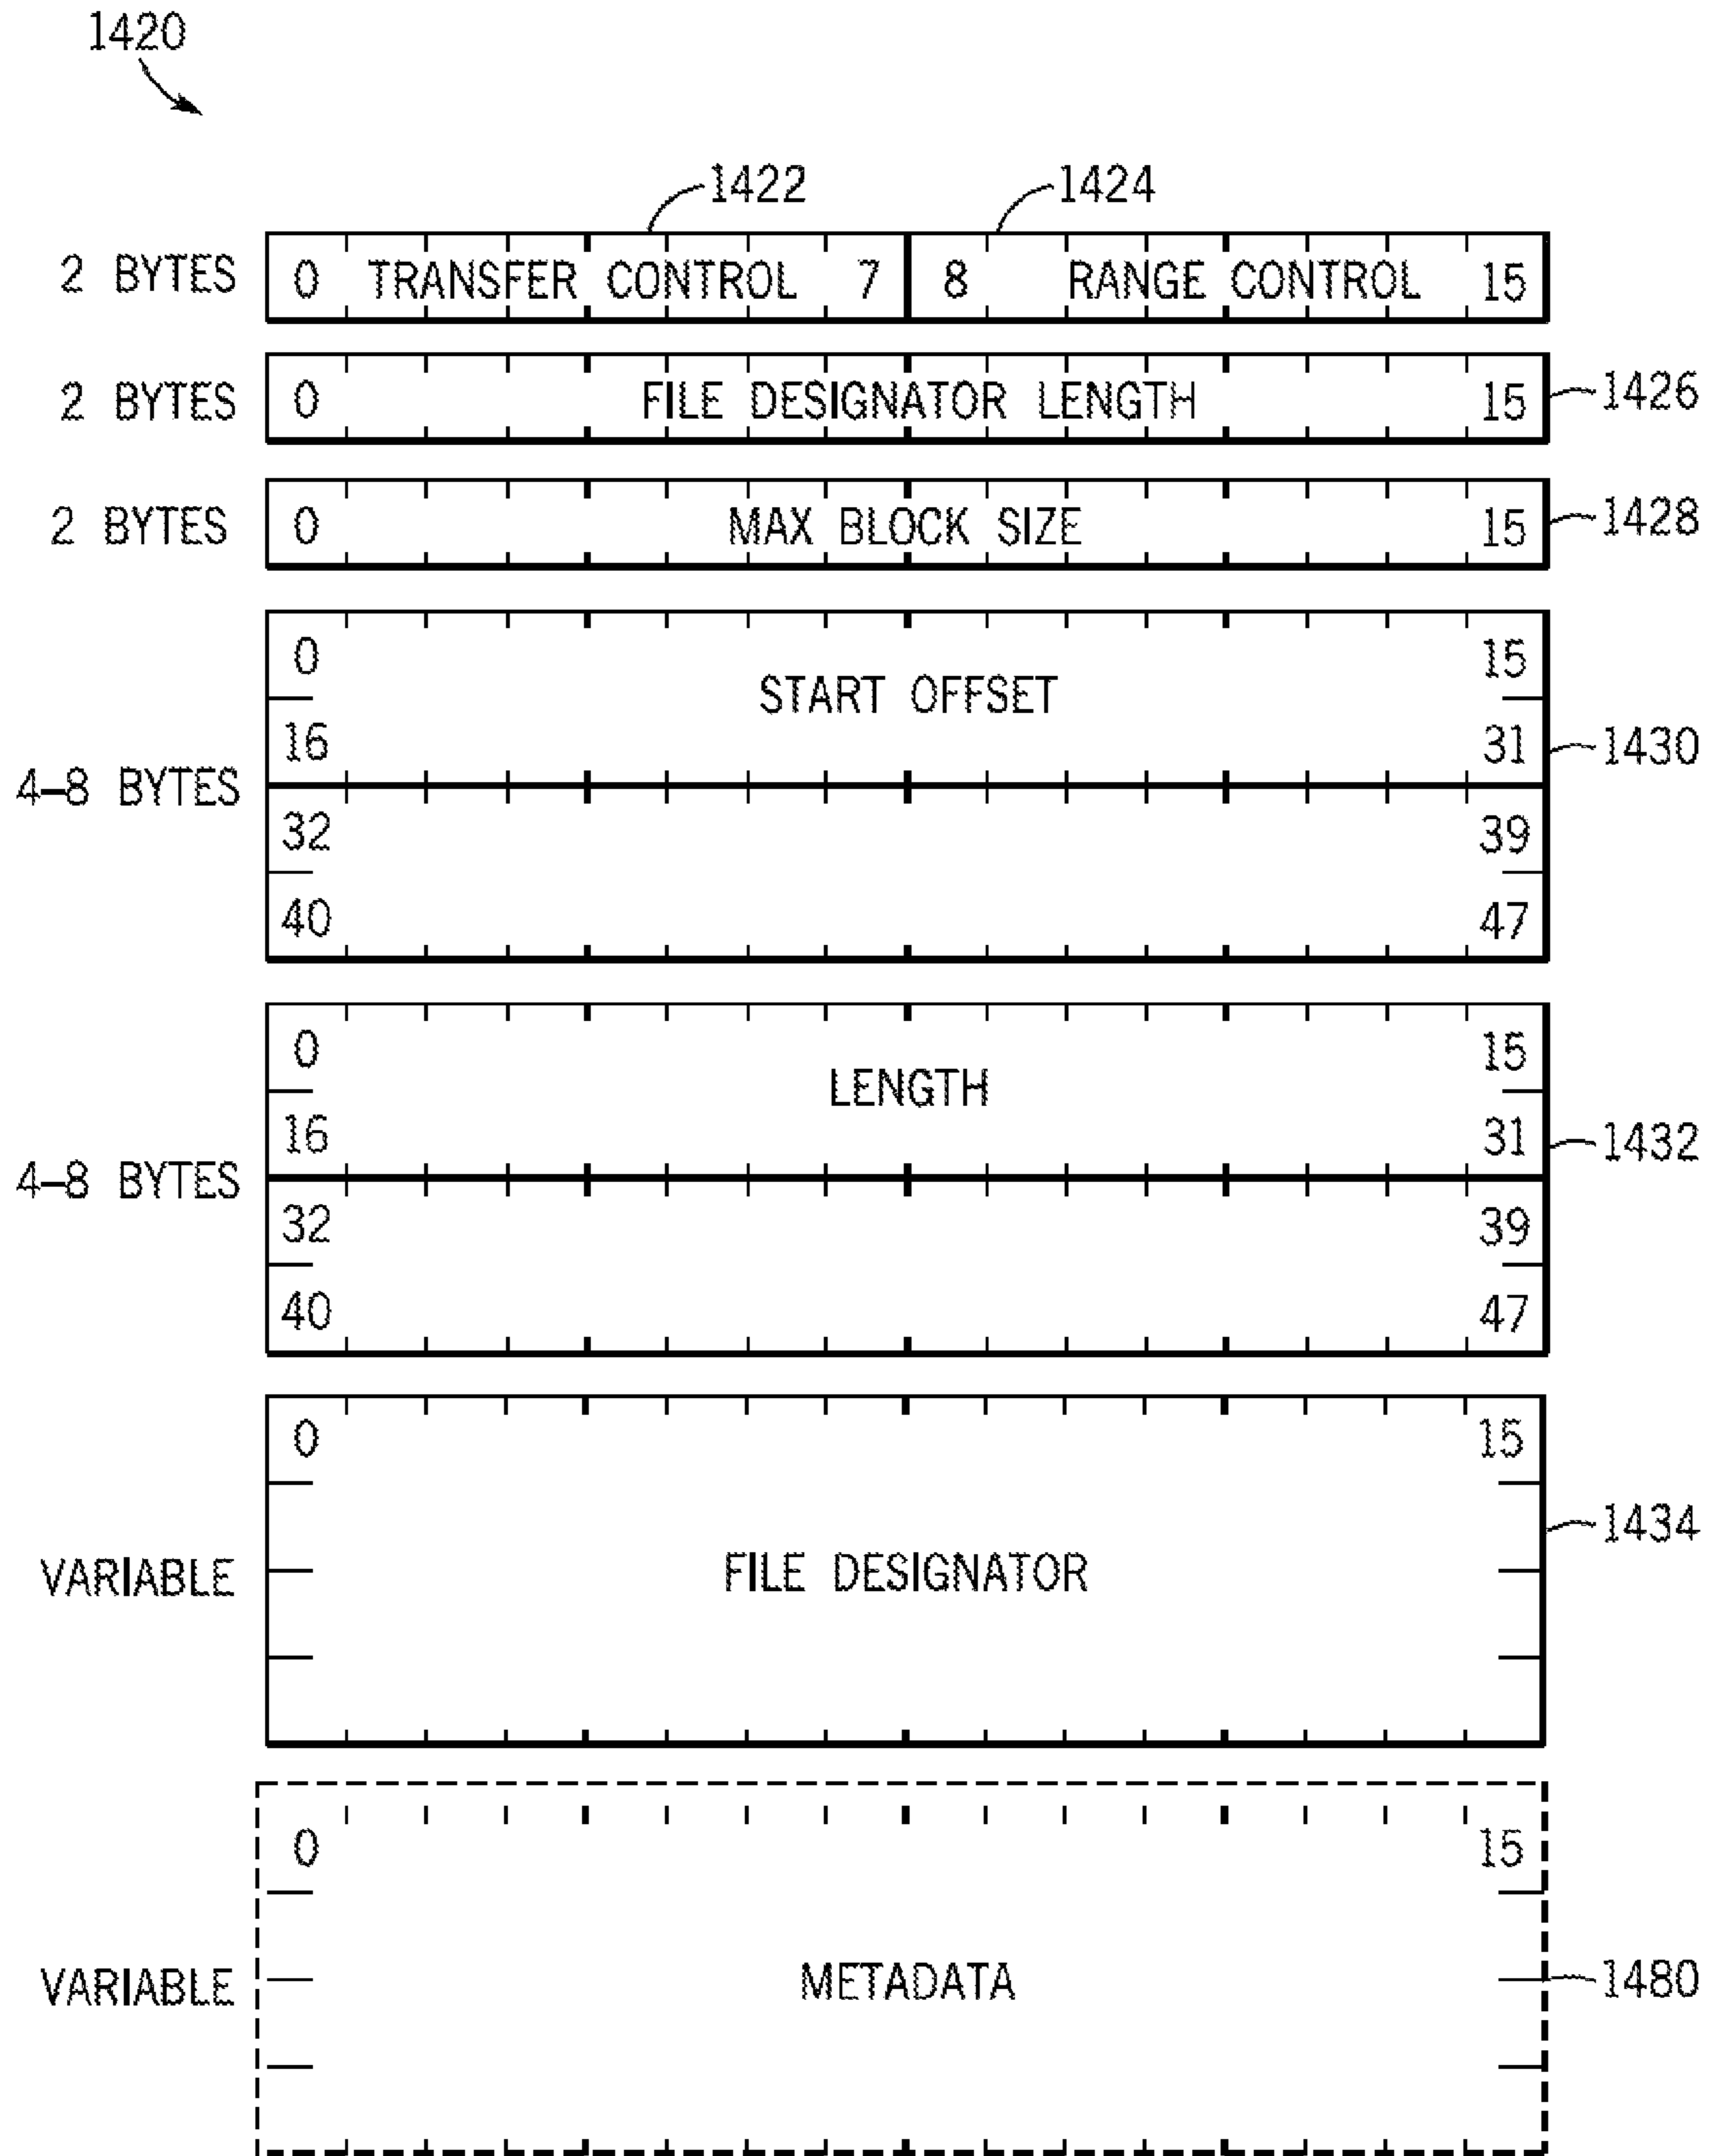 1420
1422 1424
2 BYTES 0 TRANSFER CONTROL 7 8 RANGE CONTROL 15
2 BYTES 0 FILE DESIGNATOR LENGTH 15 1426
2 BYTES 0 MAX BLOCK SIZE 15 1428
0 15
START OFFSET
16 31 1430
4–8 BYTES
32 39
40 47
0 15
LENGTH
16 31 1432
4–8 BYTES
32 39
40 47
0 15
1434
VARIABLE FILE DESIGNATOR
0 15
VARIABLE METADATA 1480